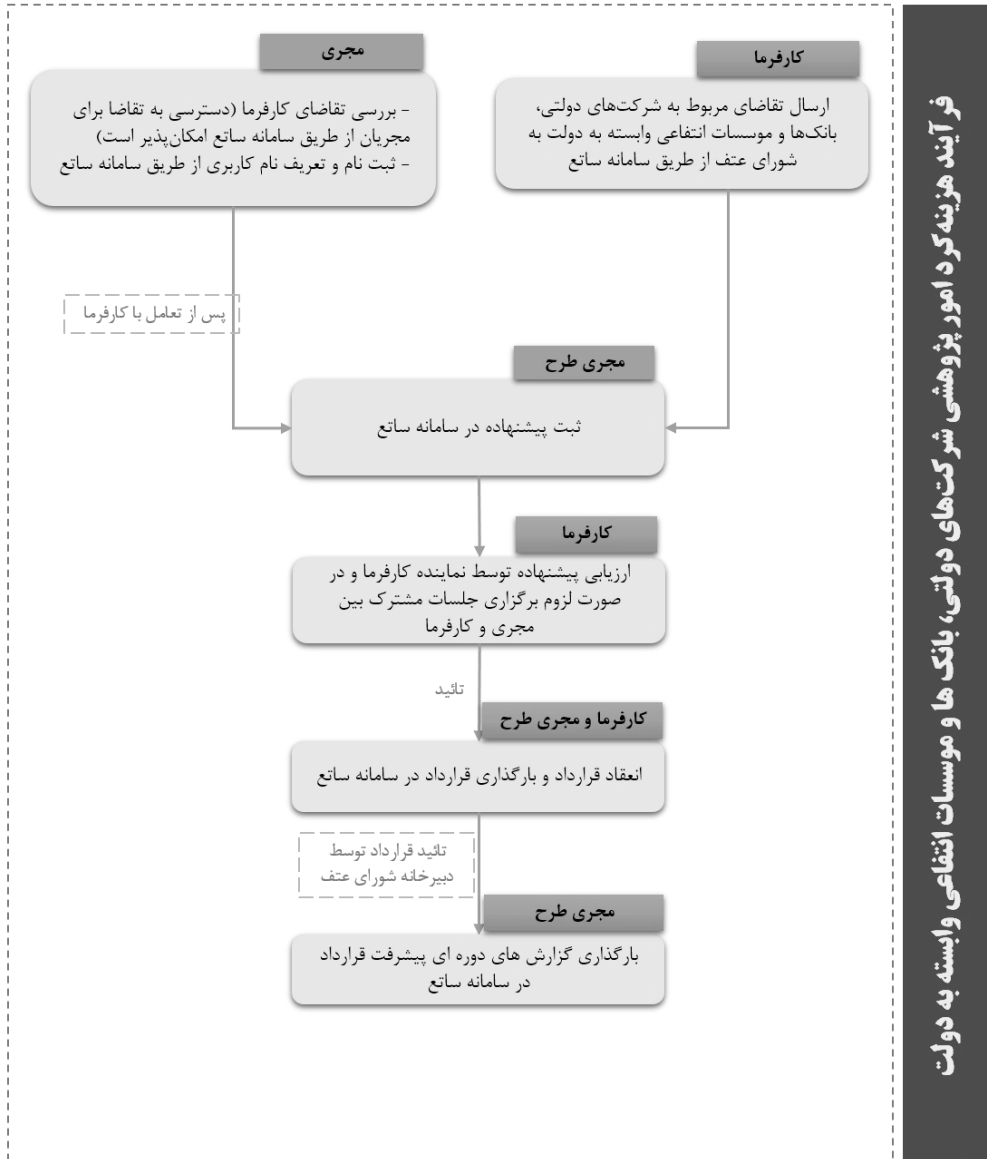 فرآیند هزینه‌کرد امور پژوهشی شرکت‌های دولتی، بانک ها و موسسات انتفاعی وابسته به دولت
کارفرما
ارسال تقاضای مربوط به شرکت‌های دولتی،
بانک‌ها و موسسات انتفاعی وابسته به دولت به
شورای عتف از طریق سامانه ساتع
مجری
- بررسی تقاضای کارفرما (دسترسی به تقاضا برای
مجریان از طریق سامانه ساتع امکان‌پذیر است)
- ثبت نام و تعریف نام کاربری از طریق سامانه ساتع
پس از تعامل با کارفرما
مجری طرح
ثبت پیشنهاده در سامانه ساتع
کارفرما
ارزیابی پیشنهاده توسط نماینده کارفرما و در
صورت لزوم برگزاری جلسات مشترک بین
مجری و کارفرما
تائید
کارفرما و مجری طرح
انعقاد قرارداد و بارگذاری قرارداد در سامانه ساتع
تائید قرارداد توسط
دبیرخانه شورای عتف
مجری طرح
بارگذاری گزارش های دوره ای پیشرفت قرارداد
در سامانه ساتع